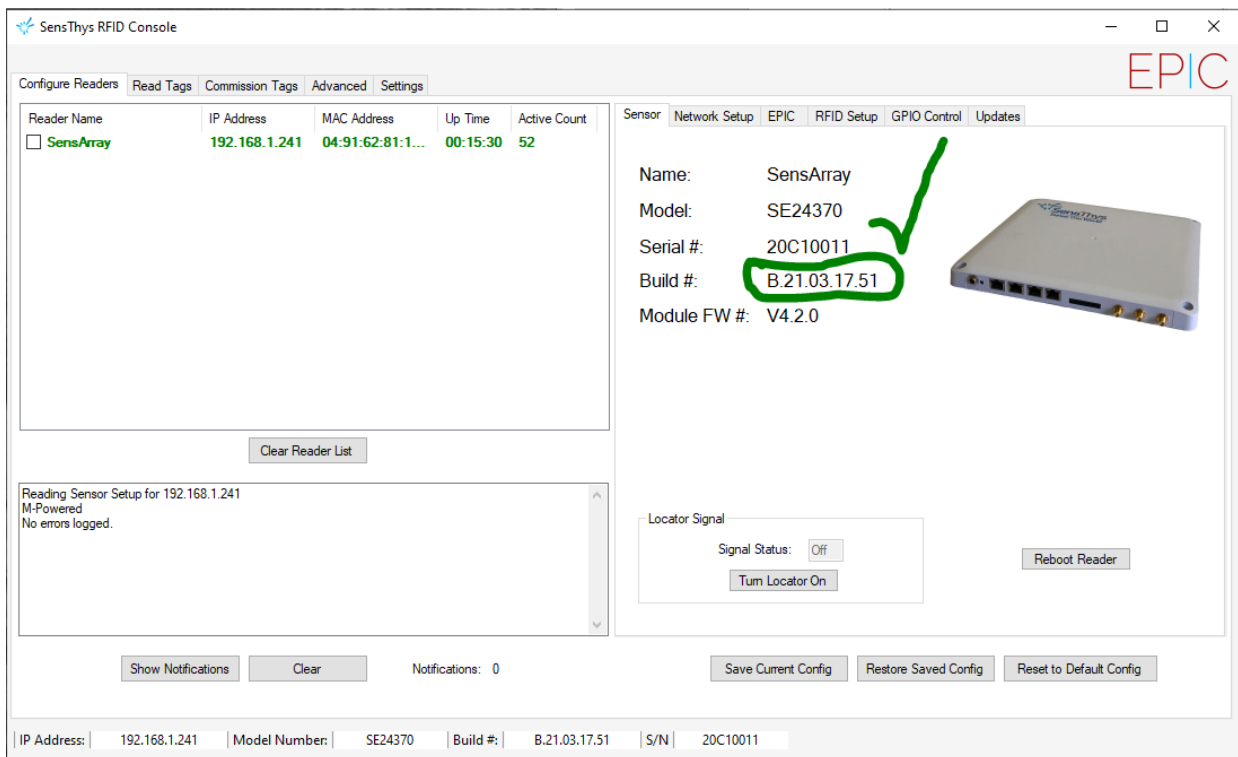 SensThys RFID Console
EPIC
Configure Readers Read Tags Commission Tags Advanced Settings
Reader Name IP Address MAC Address Up Time Active Count
SensArray 192.168.1.241 04:91:62:81:1... 00:15:30 52
Clear Reader List
Reading Sensor Setup for 192.168.1.241
M-Powered
No errors logged.
Show Notifications Clear Notifications: 0
Sensor Network Setup EPIC RFID Setup GPIO Control Updates
Name: SensArray
Model: SE24370
Serial #: 20C10011
Build #: B.21.03.17.51
Module FW #: V4.2.0
SensThys
Locator Signal
Signal Status: Off
Turn Locator On
Reboot Reader
Save Current Config Restore Saved Config Reset to Default Config
IP Address: 192.168.1.241 Model Number: SE24370 Build #: B.21.03.17.51 S/N 20C10011